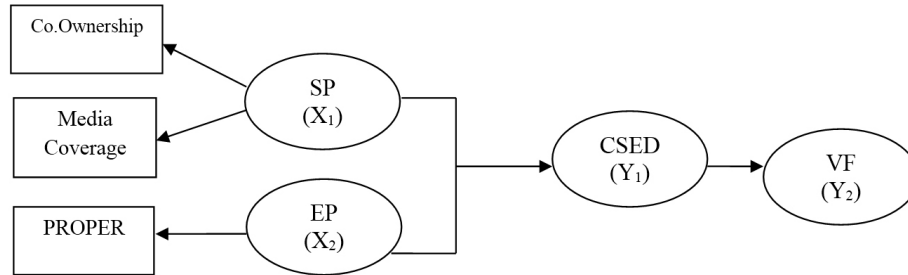 Co.Ownership
Media
Coverage
PROPER
SP
(X₁)
EP
(X₂)
CSED
(Y₁)
VF
(Y₂)